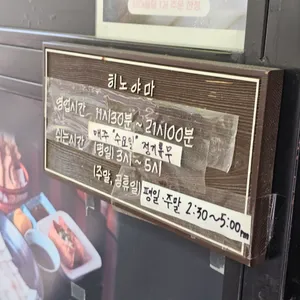 히노아마
영업시간 11시30분~21시00분
매주 "수요일" 정기휴무
쉬는시간 [평일] 3시~5시
[주말, 공휴일] 평일·주말 2:30~5:00pm